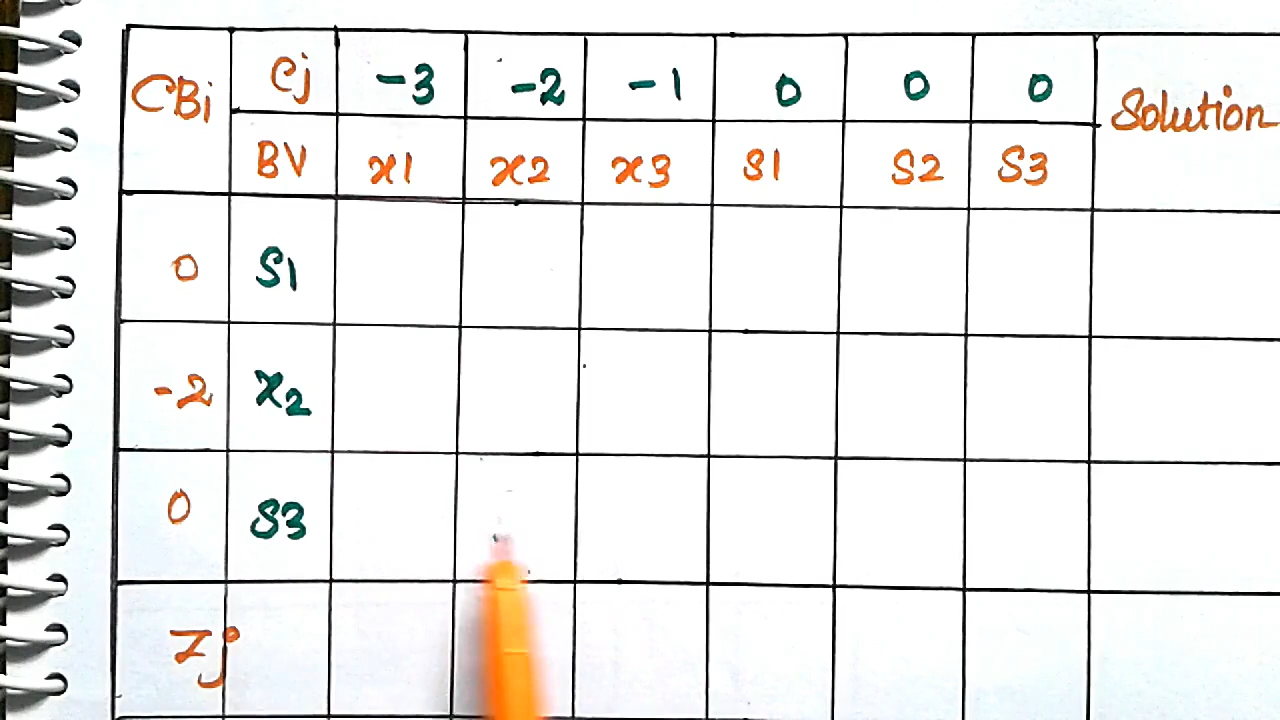 CBi Cj -3 -2 -1 0 0 0 Solution
BV x1 x2 x3 S1 S2 S3
0 S1
-2 x2
0 S3
Zj